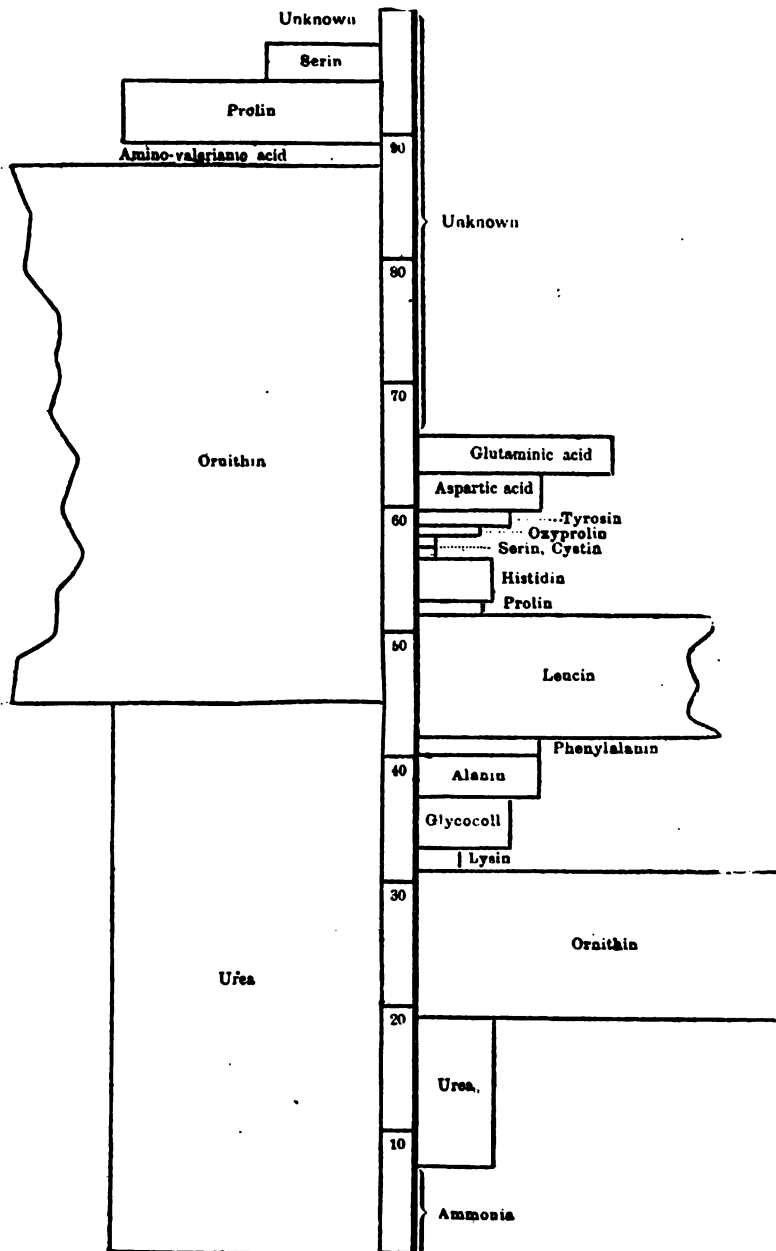 Unknown
Serin
Prolin
Amino-valerianic acid
90
Unknown
80
70
Ornithin
Glutaminic acid
Aspartic acid
60
Tyrosin
Oxyprolin
Serin, Cystin
Histidin
Prolin
50
Leucin
Phenylalanin
40
Alanin
Glycocoll
Lysin
30
Ornithin
Urea
20
Urea
10
Ammonia